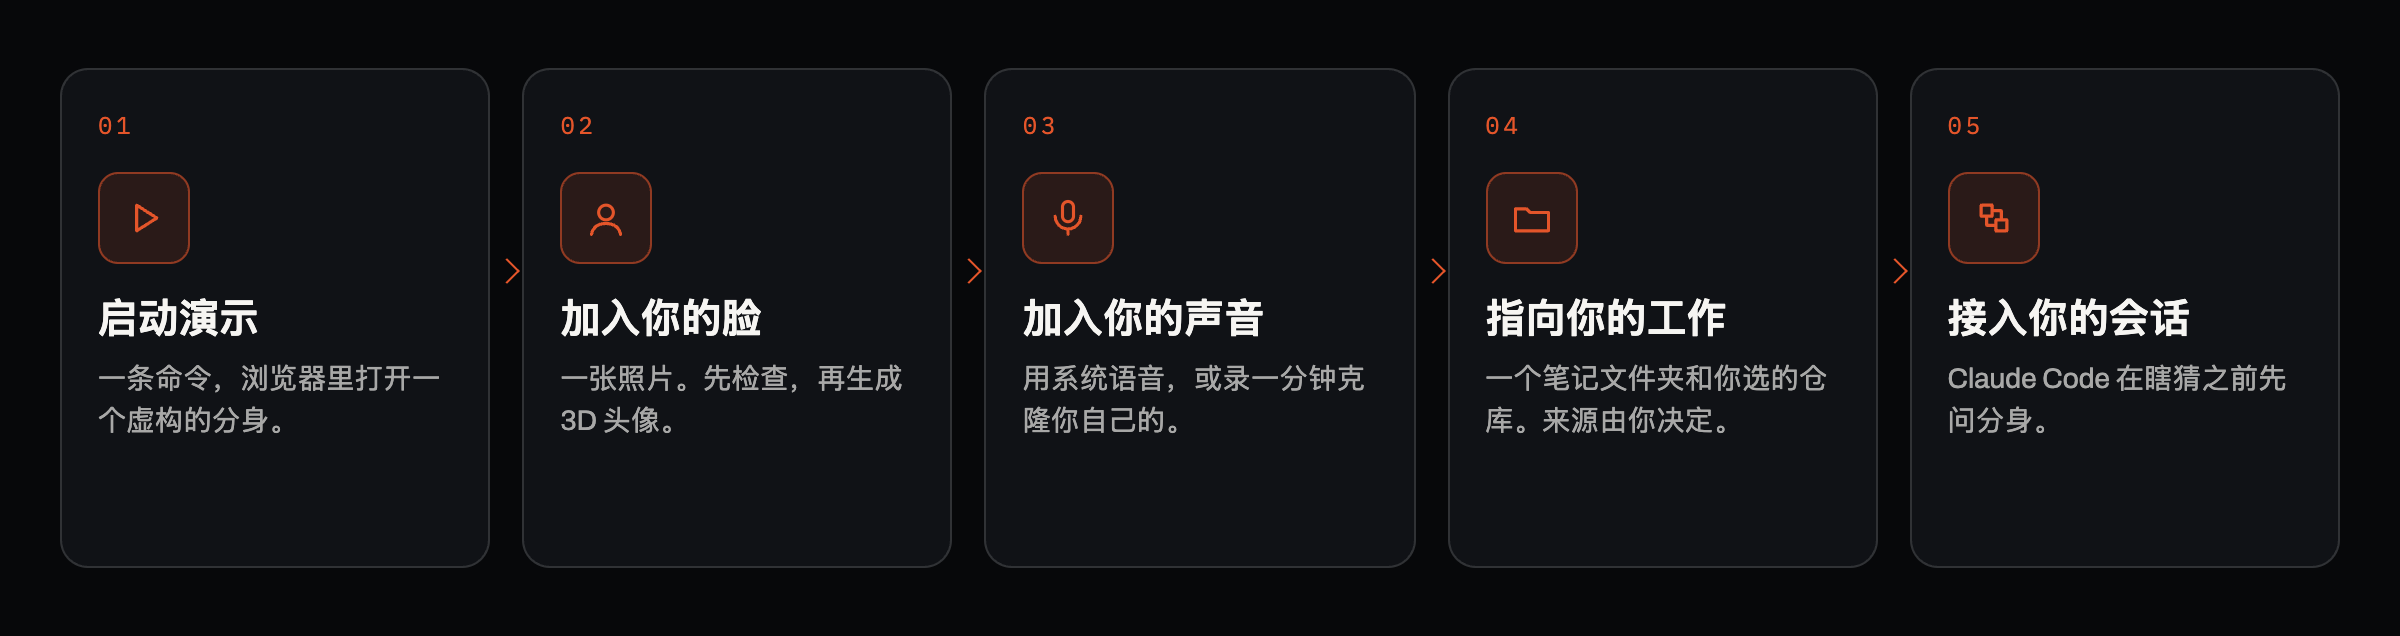 01
启动演示
一条命令，浏览器里打开一
个虚构的分身。
02
加入你的脸
一张照片。先检查，再生成
3D 头像。
03
加入你的声音
用系统语音，或录一分钟克
隆你自己的。
04
指向你的工作
一个笔记文件夹和你选的仓
库。来源由你决定。
05
接入你的会话
Claude Code 在瞎猜之前先
问分身。